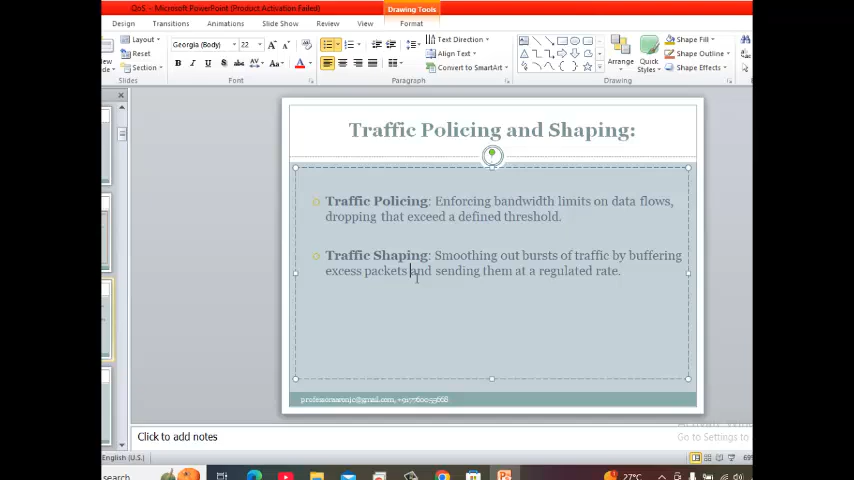 QoS - Microsoft PowerPoint (Product Activation Failed)
Drawing Tools
Design Transitions Animations Slide Show Review View Format
Layout
Reset
Section
Slides
Georgia (Body) 22
Font
Text Direction
Align Text
Convert to SmartArt
Paragraph
Arrange
Quick
Styles
Shape Fill
Shape Outline
Shape Effects
Drawing
Traffic Policing and Shaping:
Traffic Policing: Enforcing bandwidth limits on data flows,
dropping that exceed a defined threshold.
Traffic Shaping: Smoothing out bursts of traffic by buffering
excess packets and sending them at a regulated rate.
Click to add notes
Go to Settings to
English (U.S.)
search
27°C